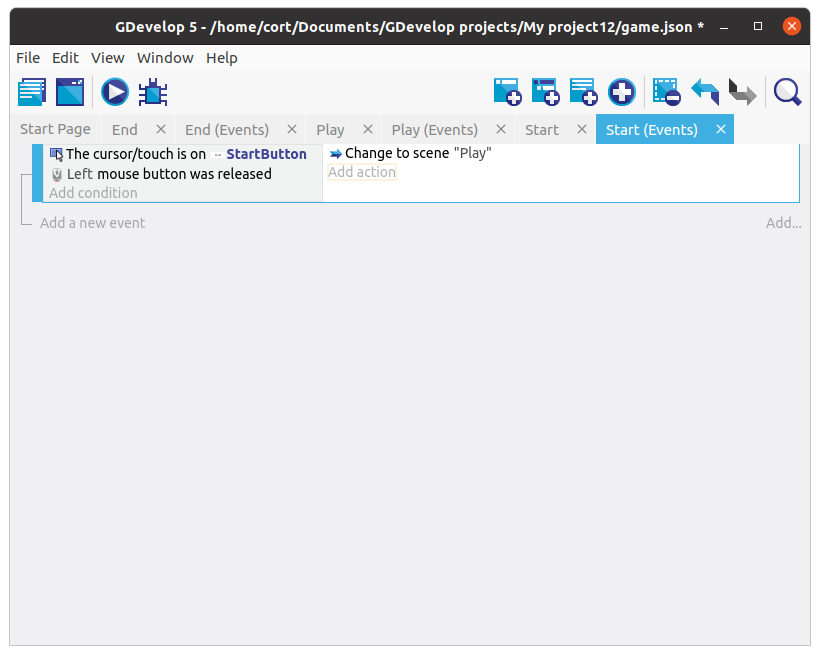 GDevelop 5 - /home/cort/Documents/GDevelop projects/My project12/game.json *
File Edit View Window Help
Start Page End End (Events) Play Play (Events) Start Start (Events)
The cursor/touch is on StartButton Change to scene "Play"
Left mouse button was released Add action
Add condition
Add a new event Add...